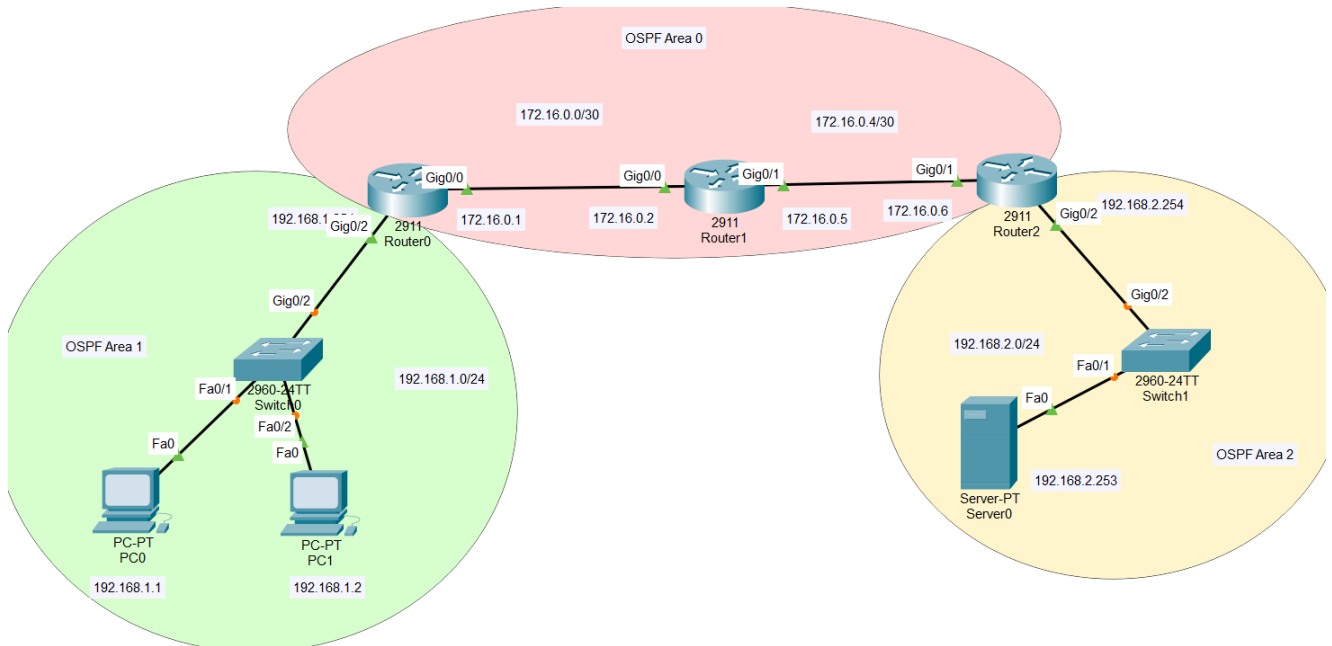 OSPF Area 0
172.16.0.0/30
172.16.0.4/30
Gig0/0
Gig0/0
Gig0/1
Gig0/1
192.168.1
Gig0/2
2911
Router0
172.16.0.1
172.16.0.2
2911
Router1
172.16.0.5
172.16.0.6
2911
Router2
192.168.2.254
Gig0/2
Gig0/2
Gig0/2
OSPF Area 1
2960-24TT
Switch0
192.168.1.0/24
Fa0/1
Fa0/2
Fa0
Fa0
PC-PT
PC0
PC-PT
PC1
192.168.1.1
192.168.1.2
192.168.2.0/24
Fa0/1
2960-24TT
Switch1
Fa0
Server-PT
Server0
192.168.2.253
OSPF Area 2